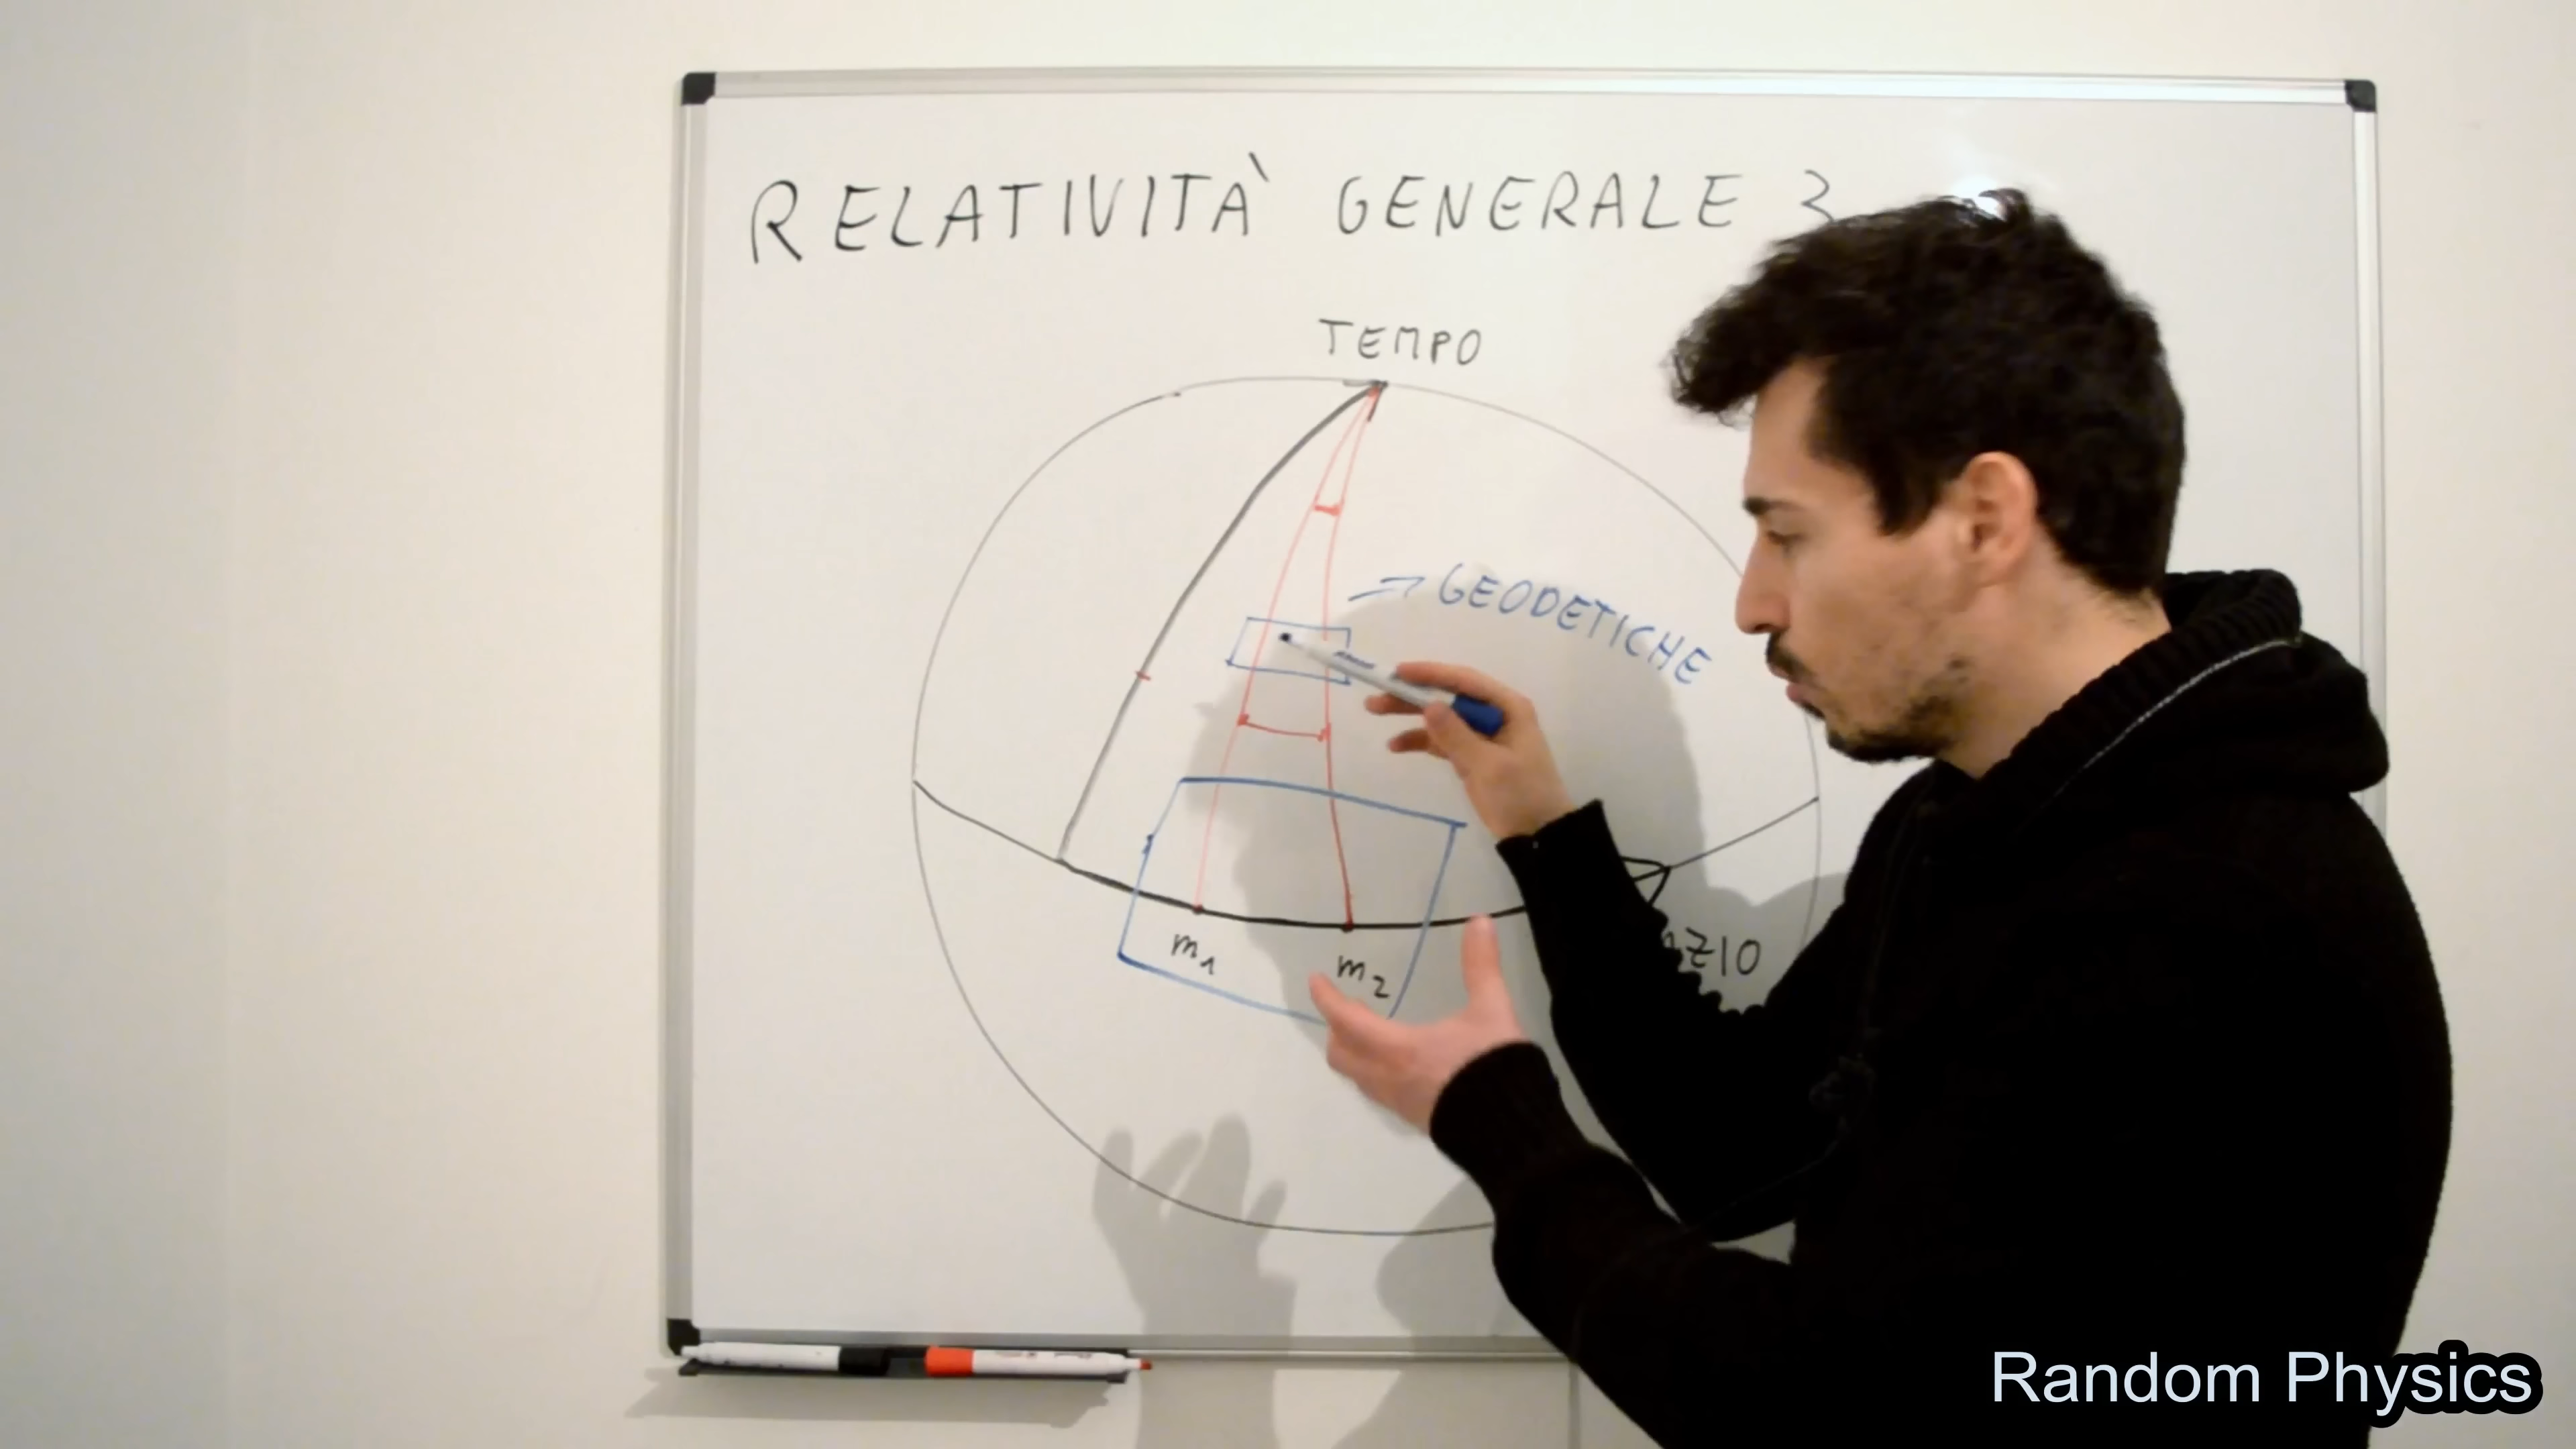 RELATIVITÀ GENERALE 3
TEMPO
→ GEODETICHE
m1
m2
Random Physics